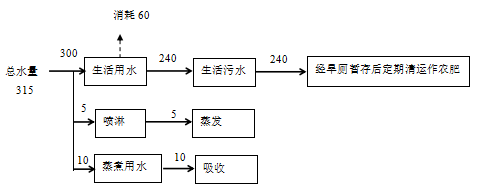 消耗 60
300
240
240
总水量
生活用水
生活污水
经旱厕暂存后定期清运作农肥
315
5
5
喷淋
蒸发
10
10
蒸煮用水
吸收